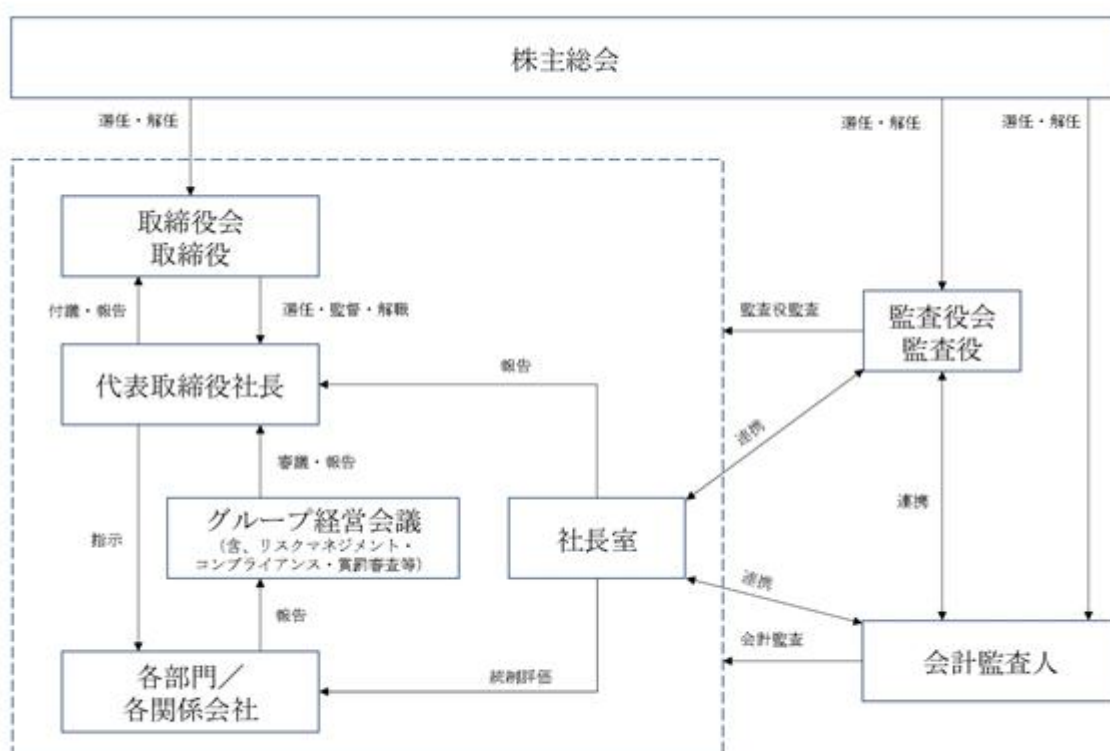 株主総会
選任・解任
選任・解任
選任・解任
取締役会
取締役
付議・報告
選任・監督・解職
監査役監査
監査役会
監査役
代表取締役社長
報告
連携
審議・報告
グループ経営会議
（含、リスクマネジメント・
コンプライアンス・賞罰審査等）
社長室
連携
指示
連携
報告
会計監査
会計監査人
各部門／
各関係会社
統制評価